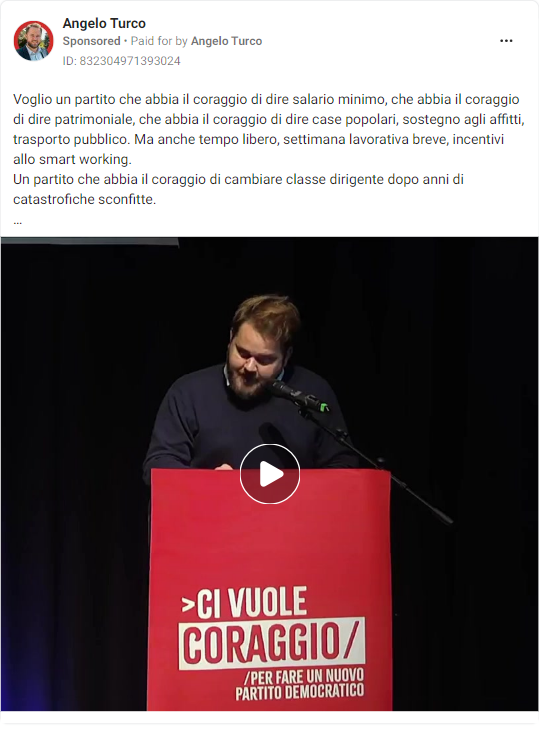 Angelo Turco
Sponsored • Paid for by Angelo Turco
ID: 832304971393024
Voglio un partito che abbia il coraggio di dire salario minimo, che abbia il coraggio
di dire patrimoniale, che abbia il coraggio di dire case popolari, sostegno agli affitti,
trasporto pubblico. Ma anche tempo libero, settimana lavorativa breve, incentivi
allo smart working.
Un partito che abbia il coraggio di cambiare classe dirigente dopo anni di
catastrofiche sconfitte.
...
>CI VUOLE
CORAGGIO/
/PER FARE UN NUOVO
PARTITO DEMOCRATICO